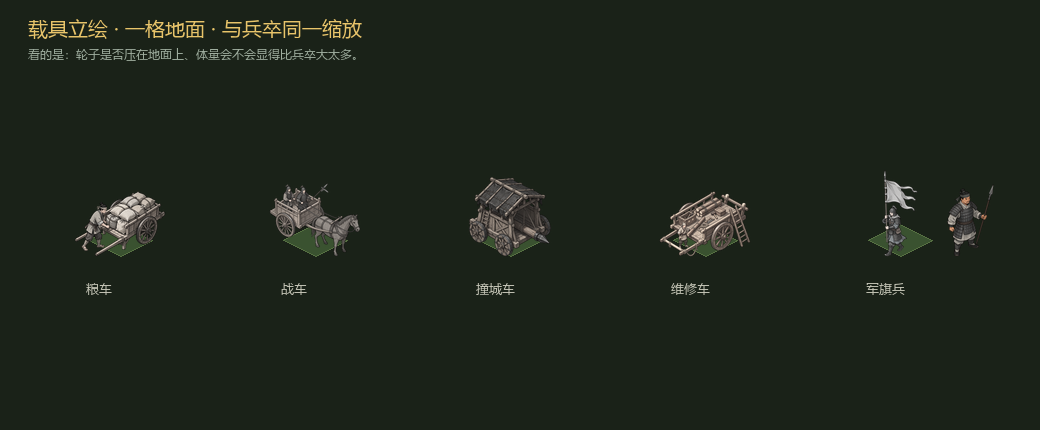 载具立绘 · 一格地面 · 与兵卒同一缩放
看的是：轮子是否压在地面上、体量会不会显得比兵卒大太多。
粮车
战车
撞城车
维修车
军旗兵